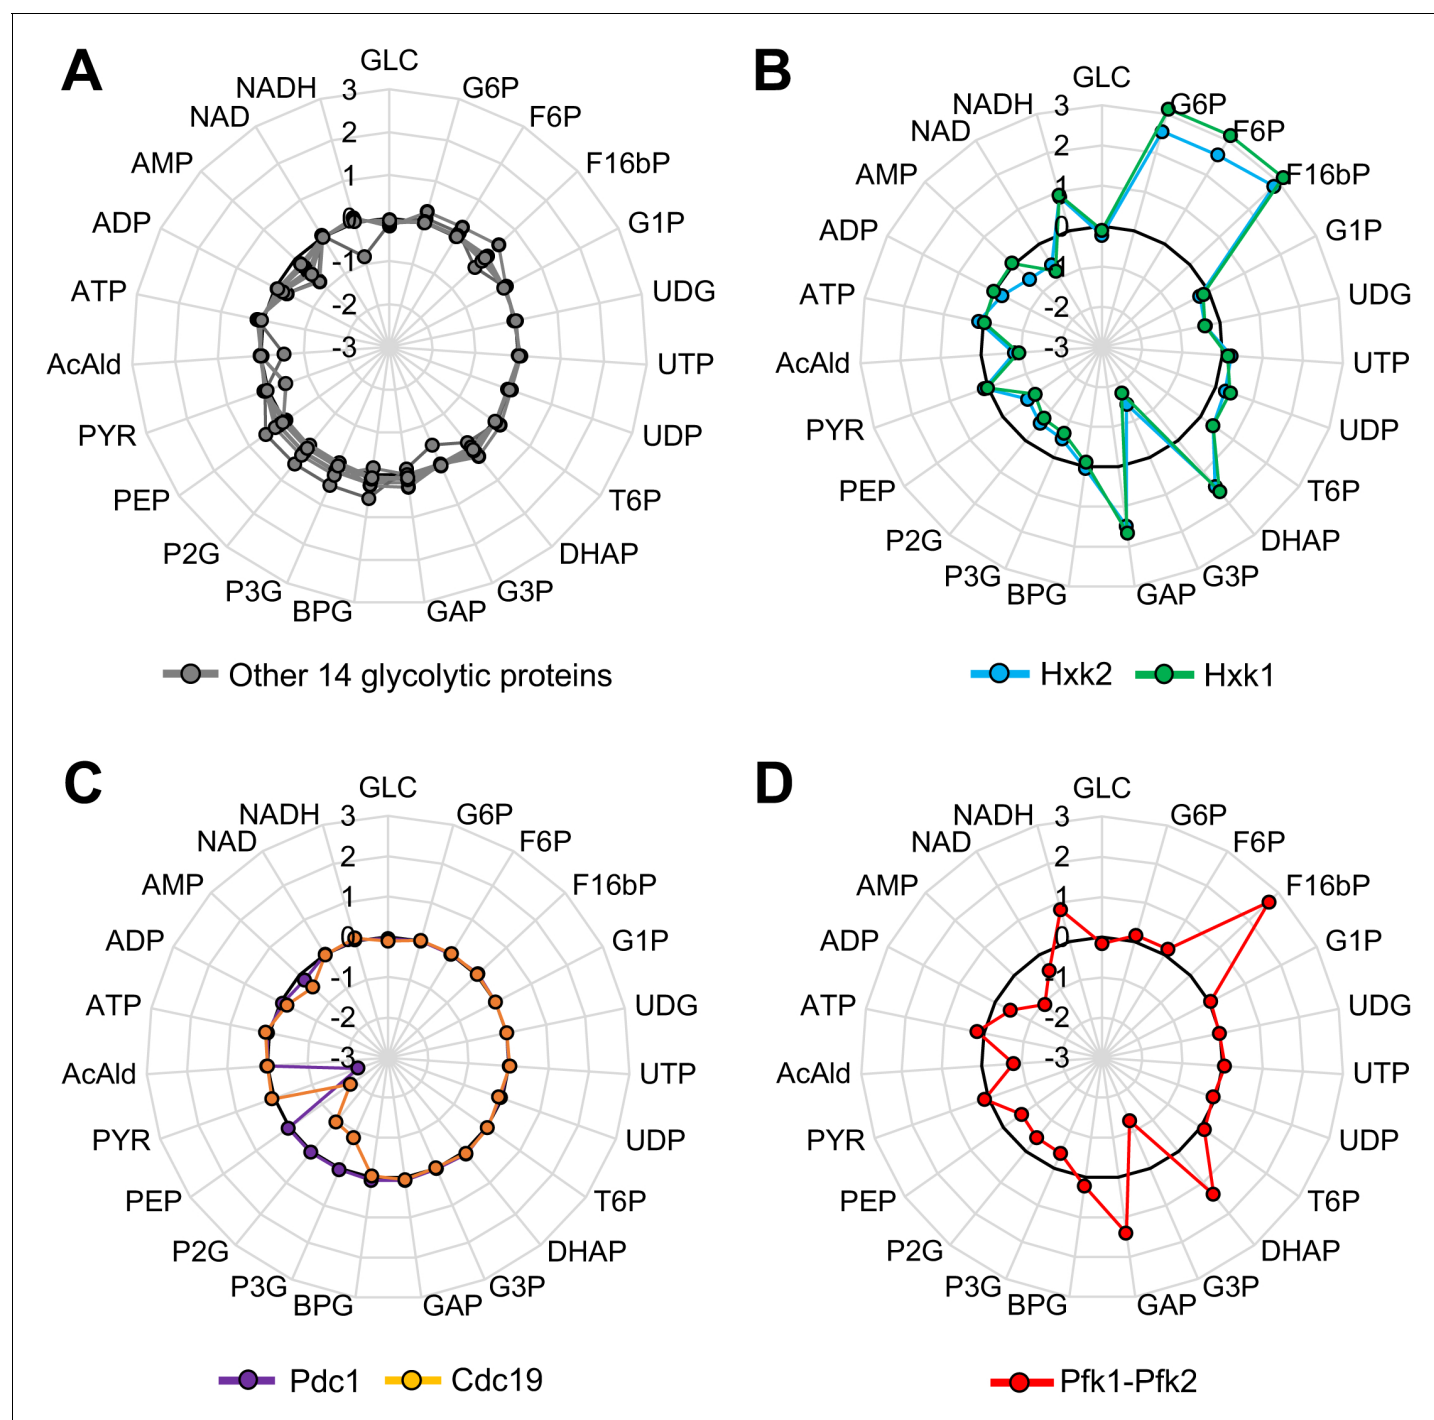 A
GLC
G6P
F6P
F16bP
G1P
UDG
UTP
UDP
T6P
DHAP
G3P
GAP
BPG
P3G
P2G
PEP
PYR
AcAld
ATP
ADP
AMP
NAD
NADH
3
2
1
0
-1
-2
-3
Other 14 glycolytic proteins
B
GLC
G6P
F6P
F16bP
G1P
UDG
UTP
UDP
T6P
DHAP
G3P
GAP
BPG
P3G
P2G
PEP
PYR
AcAld
ATP
ADP
AMP
NAD
NADH
3
2
1
0
-1
-2
-3
Hxk2 Hxk1
C
GLC
G6P
F6P
F16bP
G1P
UDG
UTP
UDP
T6P
DHAP
G3P
GAP
BPG
P3G
P2G
PEP
PYR
AcAld
ATP
ADP
AMP
NAD
NADH
3
2
1
0
-1
-2
-3
Pdc1 Cdc19
D
GLC
G6P
F6P
F16bP
G1P
UDG
UTP
UDP
T6P
DHAP
G3P
GAP
BPG
P3G
P2G
PEP
PYR
AcAld
ATP
ADP
AMP
NAD
NADH
3
2
1
0
-1
-2
-3
Pfk1-Pfk2